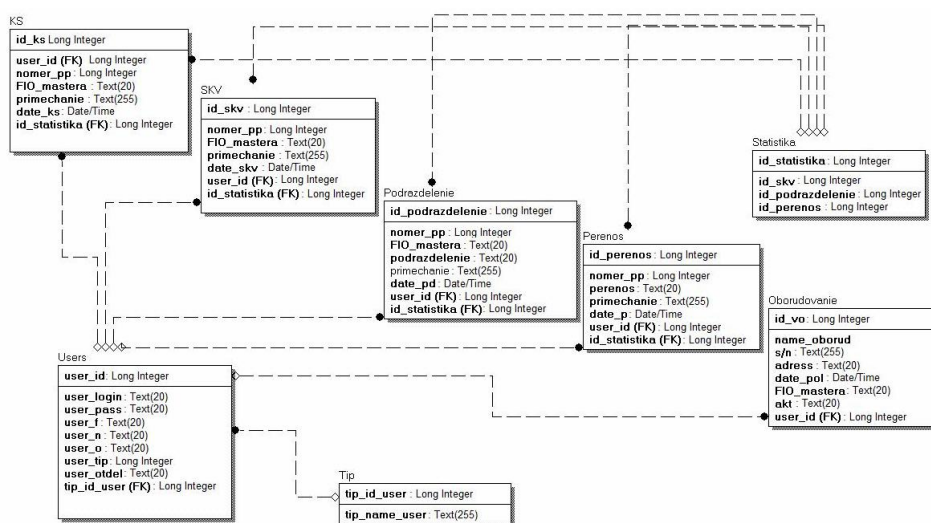 KS
id_ks Long Integer
user_id (FK) Long Integer
nomer_pp : Long Integer
FIO_mastera : Text(20)
primechanie : Text(255)
date_ks: Date/Time
id_statistika (FK): Long Integer
SKV
id_skv : Long Integer
nomer_pp : Long Integer
FIO_mastera : Text(20)
primechanie : Text(255)
date_skv : Date/Time
user_id (FK): Long Integer
id_statistika (FK) : Long Integer
Podrazdelenie
id_podrazdelenie : Long Integer
nomer_pp : Long Integer
FIO_mastera : Text(20)
podrazdelenie : Text(20)
primechanie : Text(255)
date_pd : Date/Time
user_id (FK) : Long Integer
id_statistika (FK) : Long Integer
Perenos
id_perenos : Long Integer
nomer_pp : Long Integer
perenos : Text(20)
primechanie : Text(255)
date_p : Date/Time
user_id (FK) : Long Integer
id_statistika (FK) : Long Integer
Statistika
id_statistika : Long Integer
id_skv : Long Integer
id_podrazdelenie : Long Integer
id_perenos : Long Integer
Oborudovanie
id_vo : Long Integer
name_oborud
s/n : Text(255)
adress : Text(20)
date_pol : Date/Time
FIO_mastera : Text(20)
akt : Text(20)
user_id (FK) : Long Integer
Users
user_id: Long Integer
user_login : Text(20)
user_pass : Text(20)
user_f : Text(20)
user_n : Text(20)
user_o : Text(20)
user_tip: Long Integer
user_otdel : Text(20)
tip_id_user (FK) : Long Integer
Tip
tip_id_user : Long Integer
tip_name_user: Text(255)